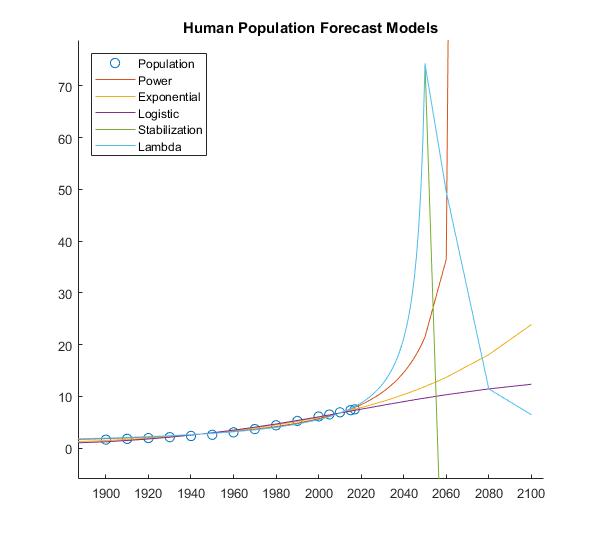 Human Population Forecast Models
Population
Power
Exponential
Logistic
Stabilization
Lambda
70
60
50
40
30
20
10
0
1900 1920 1940 1960 1980 2000 2020 2040 2060 2080 2100